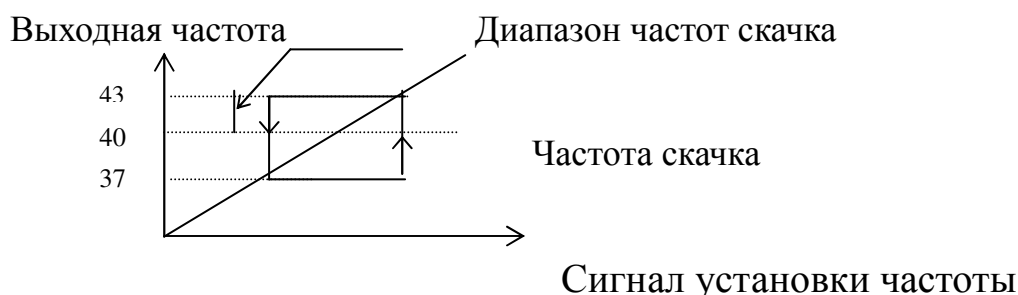 Выходная частота Диапазон частот скачка
43
40
37
Частота скачка
Сигнал установки частоты